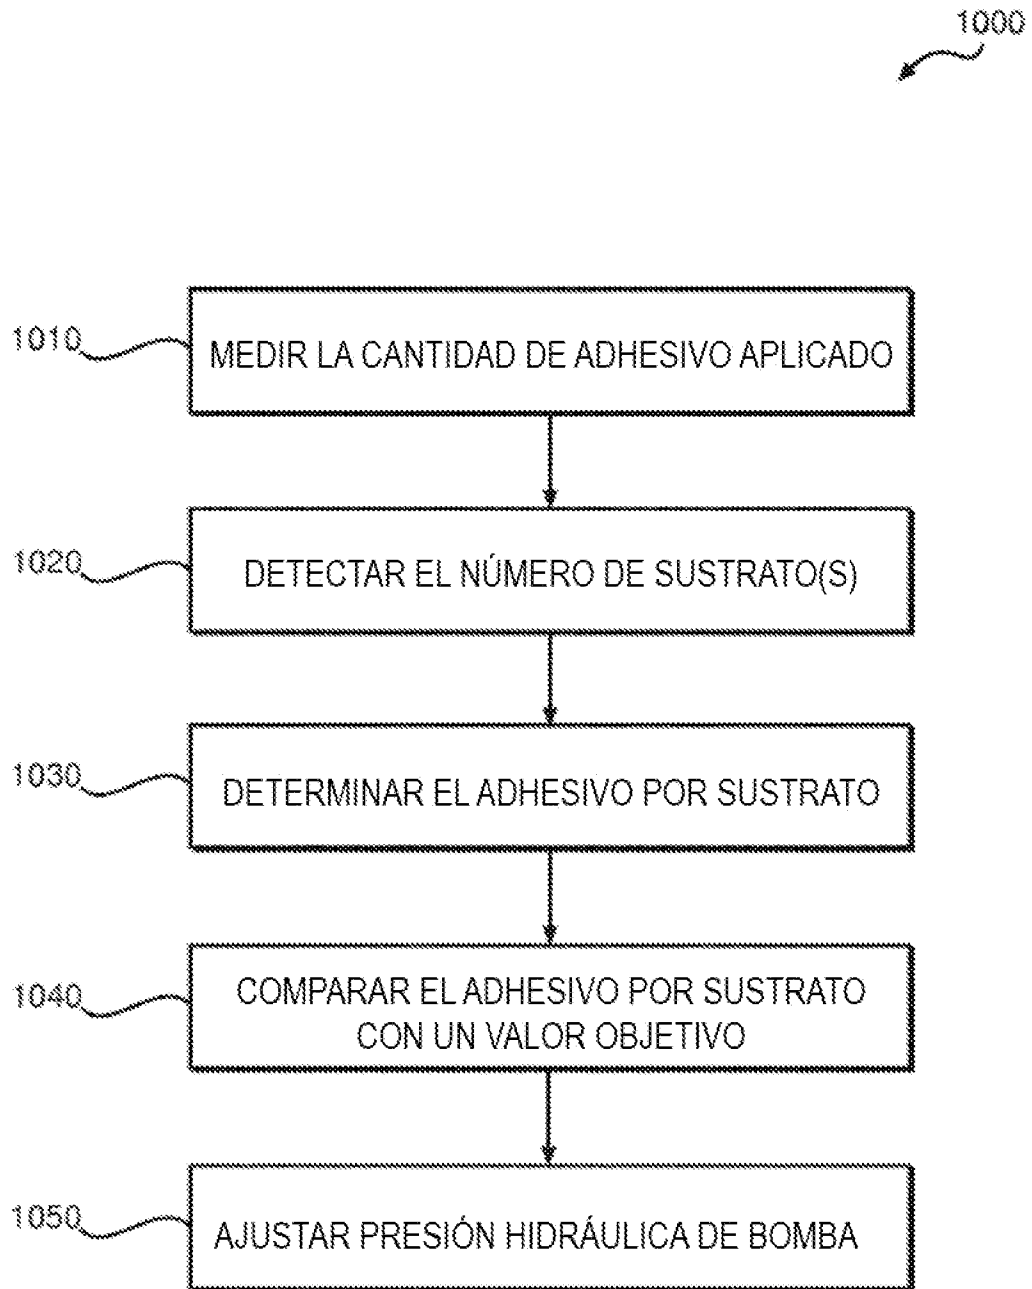 1000
1010
MEDIR LA CANTIDAD DE ADHESIVO APLICADO
1020
DETECTAR EL NÚMERO DE SUSTRATO(S)
1030
DETERMINAR EL ADHESIVO POR SUSTRATO
1040
COMPARAR EL ADHESIVO POR SUSTRATO
CON UN VALOR OBJETIVO
1050
AJUSTAR PRESIÓN HIDRÁULICA DE BOMBA